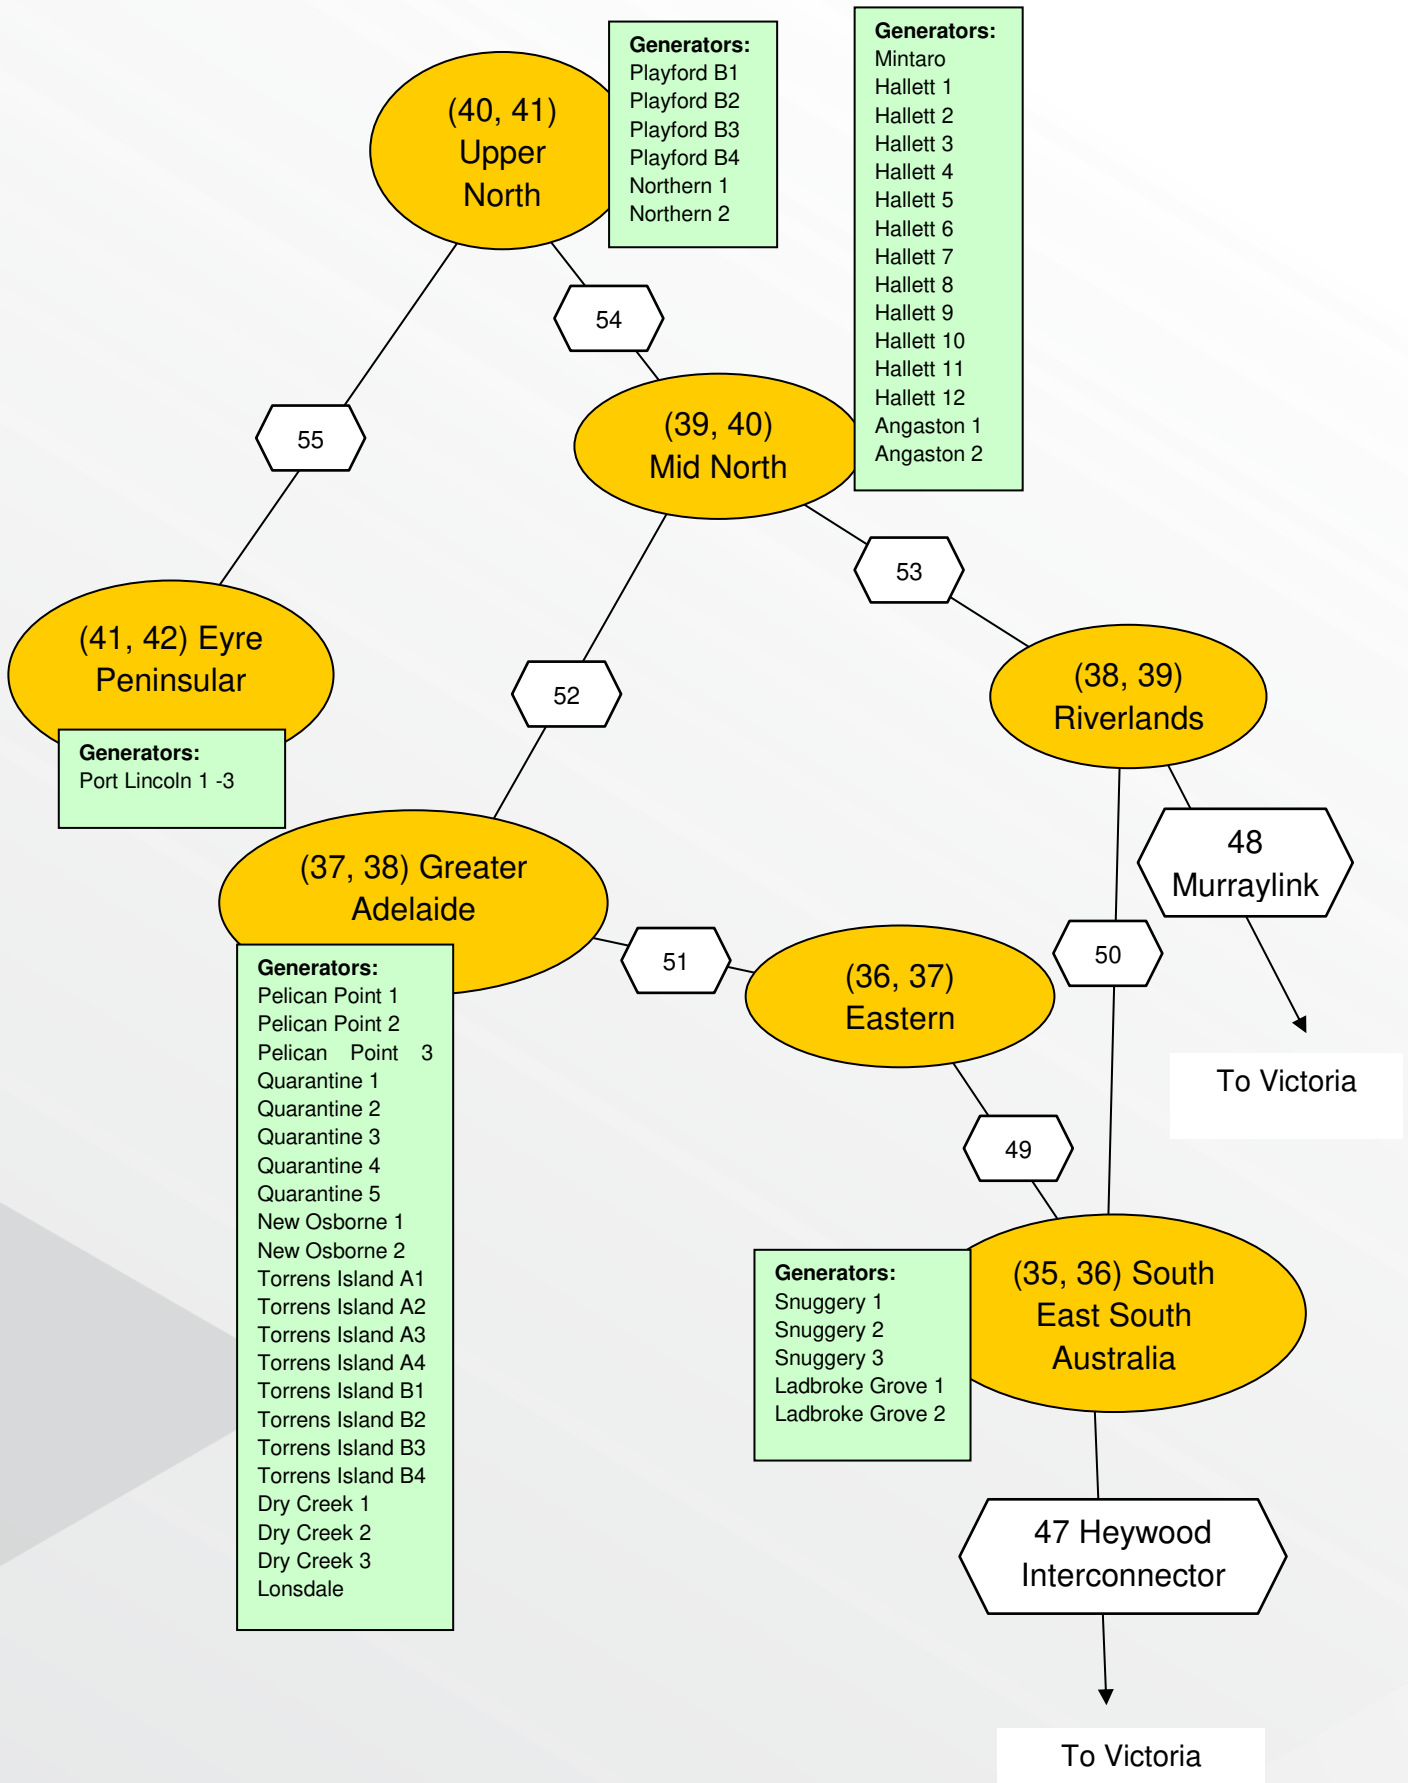 (40, 41)
Upper
North
Generators:
Playford B1
Playford B2
Playford B3
Playford B4
Northern 1
Northern 2
Generators:
Mintaro
Hallett 1
Hallett 2
Hallett 3
Hallett 4
Hallett 5
Hallett 6
Hallett 7
Hallett 8
Hallett 9
Hallett 10
Hallett 11
Hallett 12
Angaston 1
Angaston 2
54
55
(39, 40)
Mid North
53
(41, 42) Eyre
Peninsular
Generators:
Port Lincoln 1 -3
52
(38, 39)
Riverlands
48
Murraylink
To Victoria
(37, 38) Greater
Adelaide
Generators:
Pelican Point 1
Pelican Point 2
Pelican Point 3
Quarantine 1
Quarantine 2
Quarantine 3
Quarantine 4
Quarantine 5
New Osborne 1
New Osborne 2
Torrens Island A1
Torrens Island A2
Torrens Island A3
Torrens Island A4
Torrens Island B1
Torrens Island B2
Torrens Island B3
Torrens Island B4
Dry Creek 1
Dry Creek 2
Dry Creek 3
Lonsdale
51
(36, 37)
Eastern
50
49
Generators:
Snuggery 1
Snuggery 2
Snuggery 3
Ladbroke Grove 1
Ladbroke Grove 2
(35, 36) South
East South
Australia
47 Heywood
Interconnector
To Victoria